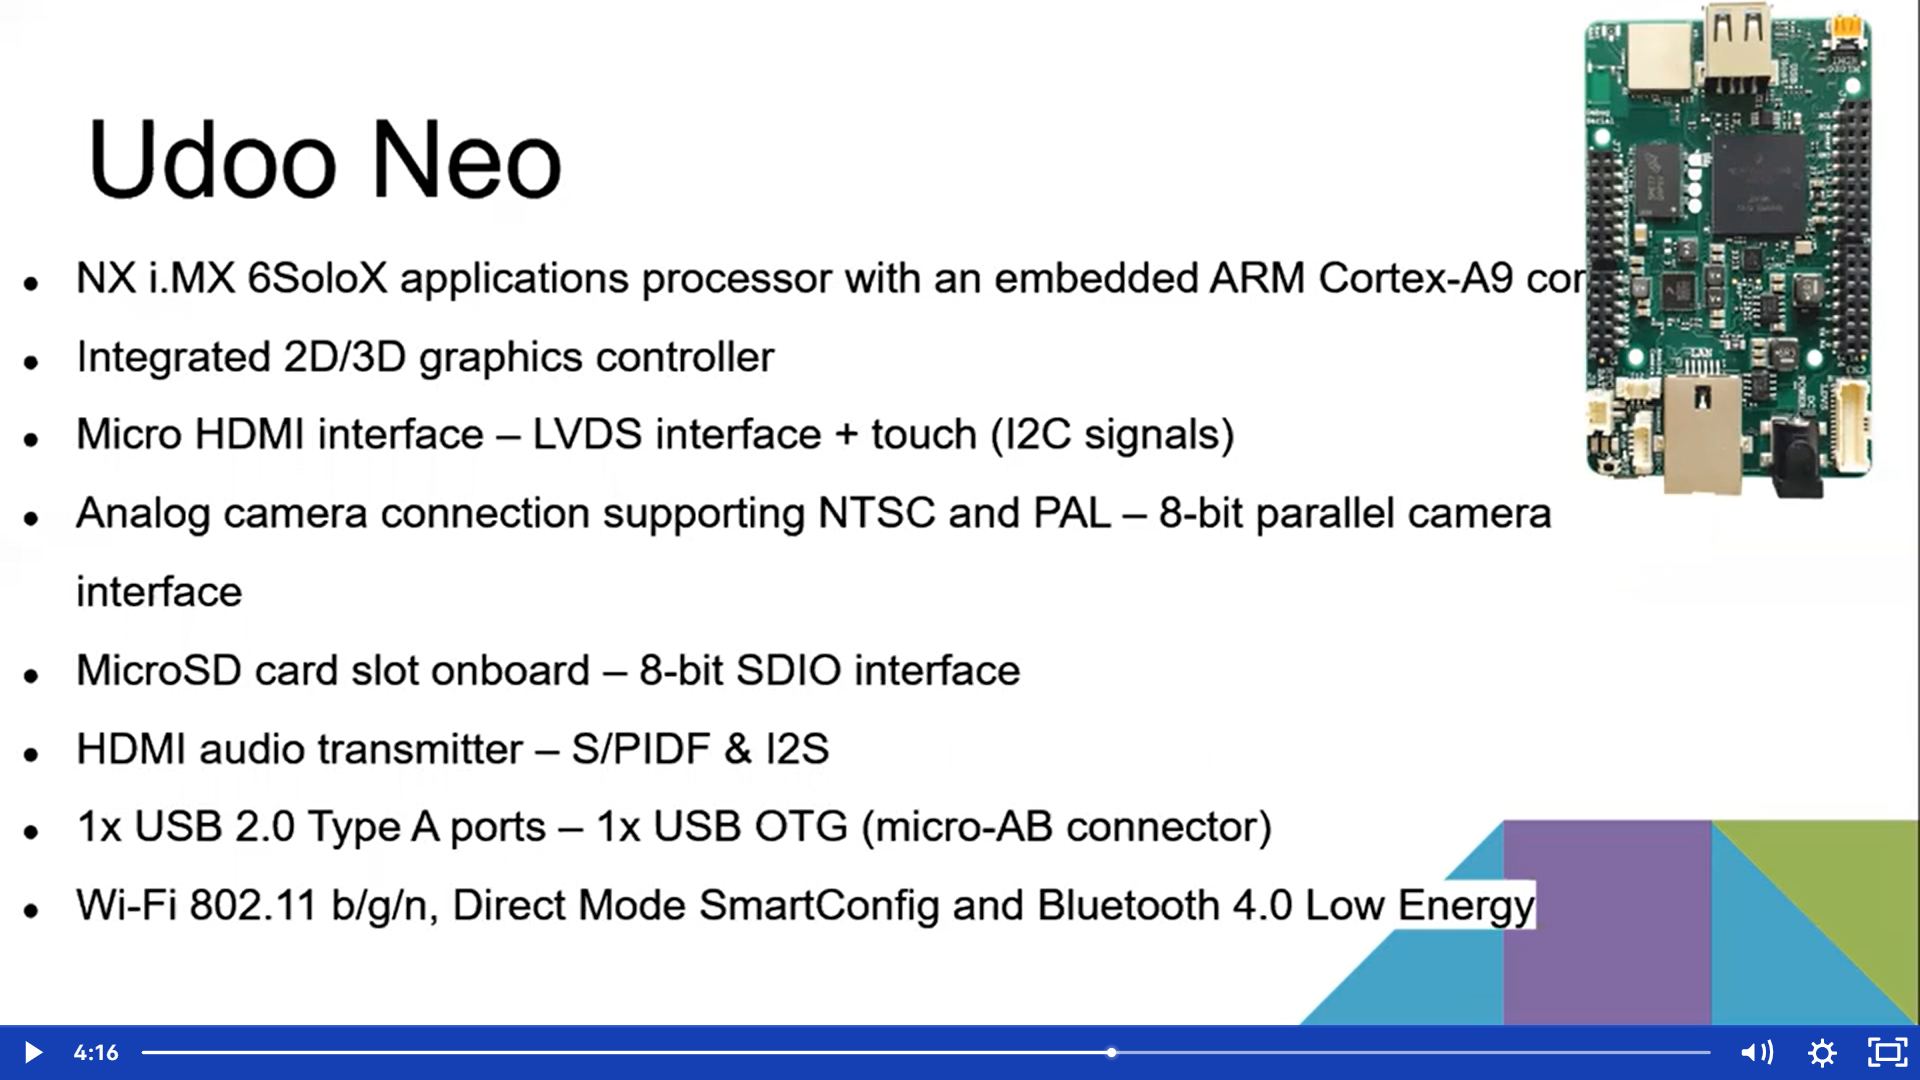 Udoo Neo
NX i.MX 6SoloX applications processor with an embedded ARM Cortex-A9 cor
Integrated 2D/3D graphics controller
Micro HDMI interface – LVDS interface + touch (I2C signals)
Analog camera connection supporting NTSC and PAL – 8-bit parallel camera
interface
MicroSD card slot onboard – 8-bit SDIO interface
HDMI audio transmitter – S/PIDF & I2S
1x USB 2.0 Type A ports – 1x USB OTG (micro-AB connector)
Wi-Fi 802.11 b/g/n, Direct Mode SmartConfig and Bluetooth 4.0 Low Energy
LAN
4:16